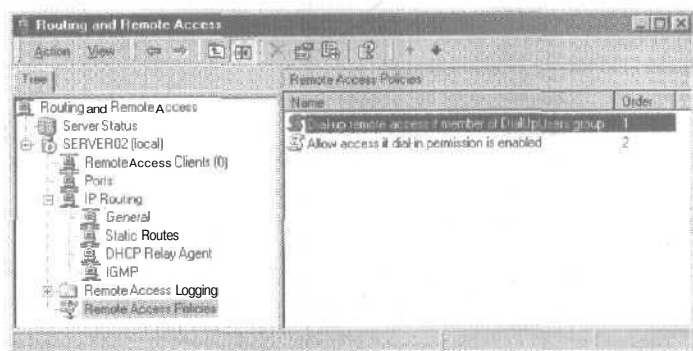 Routing and Remote Access
Action View
Tree
Routing and Remote Access
Server Status
SERVER02 (local)
Remote Access Clients (0)
Ports
IP Routing
General
Static Routes
DHCP Relay Agent
IGMP
Remote Access Logging
Remote Access Policies
Remote Access Policies
Name Order
Dial-up remote access if member of DialUpUsers group 1
Allow access if dial-in permission is enabled 2